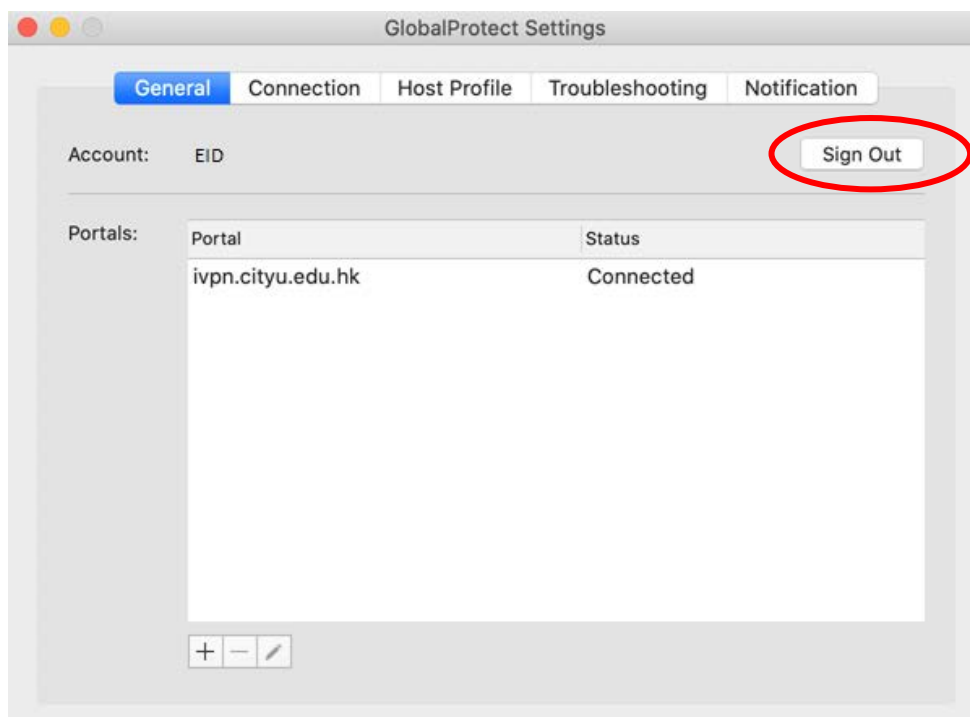 GlobalProtect Settings
General Connection Host Profile Troubleshooting Notification
Account: EID Sign Out
Portals: Portal Status
ivpn.cityu.edu.hk Connected